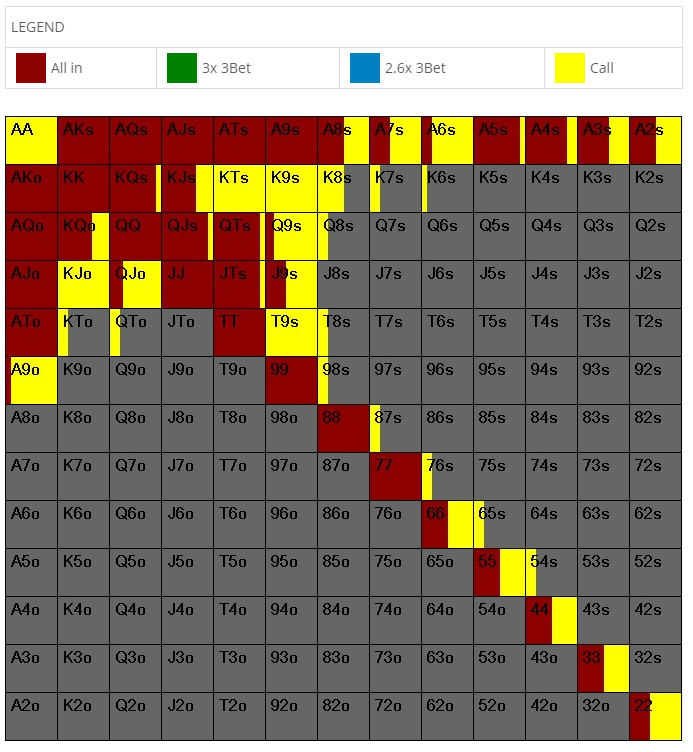 LEGEND
All in 3x 3Bet 2.6x 3Bet Call
AA AKs AQs AJs ATs A9s A8s A7s A6s A5s A4s A3s A2s
AKo KK KQs KJs KTs K9s K8s K7s K6s K5s K4s K3s K2s
AQo KQo QQ QJs QTs Q9s Q8s Q7s Q6s Q5s Q4s Q3s Q2s
AJo KJo QJo JJ JTs J9s J8s J7s J6s J5s J4s J3s J2s
ATo KTo QTo JTo TT T9s T8s T7s T6s T5s T4s T3s T2s
A9o K9o Q9o J9o T9o 99 98s 97s 96s 95s 94s 93s 92s
A8o K8o Q8o J8o T8o 98o 88 87s 86s 85s 84s 83s 82s
A7o K7o Q7o J7o T7o 97o 87o 77 76s 75s 74s 73s 72s
A6o K6o Q6o J6o T6o 96o 86o 76o 66 65s 64s 63s 62s
A5o K5o Q5o J5o T5o 95o 85o 75o 65o 55 54s 53s 52s
A4o K4o Q4o J4o T4o 94o 84o 74o 64o 54o 44 43s 42s
A3o K3o Q3o J3o T3o 93o 83o 73o 63o 53o 43o 33 32s
A2o K2o Q2o J2o T2o 92o 82o 72o 62o 52o 42o 32o 22